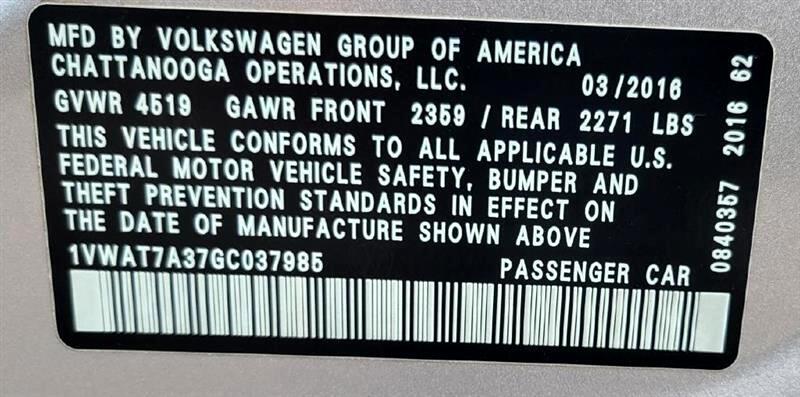 MFD BY VOLKSWAGEN GROUP OF AMERICA
CHATTANOOGA OPERATIONS, LLC. 03/2016
GVWR 4519 GAWR FRONT 2359 / REAR 2271 LBS
THIS VEHICLE CONFORMS TO ALL APPLICABLE U.S.
FEDERAL MOTOR VEHICLE SAFETY, BUMPER AND
THEFT PREVENTION STANDARDS IN EFFECT ON
THE DATE OF MANUFACTURE SHOWN ABOVE
1VWAT7A37GC037985 PASSENGER CAR
0840357 2016 62